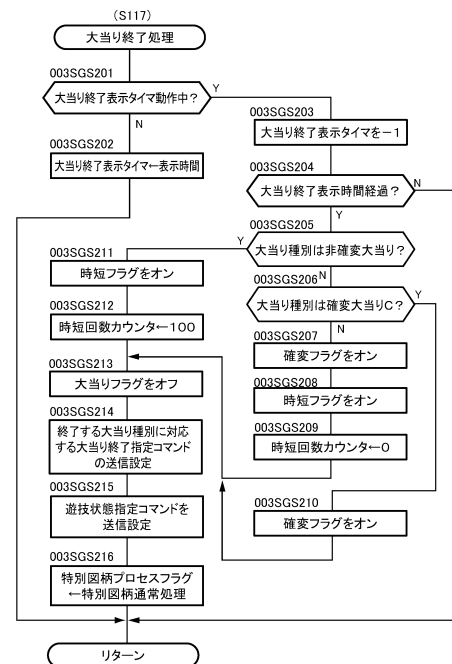 (S117)
大当り終了処理
003SGS201
大当り終了表示タイマ動作中?
Y
N
003SGS202
大当り終了表示タイマ←表示時間
003SGS203
大当り終了表示タイマを-1
003SGS204
大当り終了表示時間経過?
N
Y
003SGS205
大当り種別は非確変大当り?
Y
N
003SGS206
大当り種別は確変大当りC?
Y
N
003SGS207
確変フラグをオン
003SGS208
時短フラグをオン
003SGS209
時短回数カウンタ←0
003SGS210
確変フラグをオン
003SGS211
時短フラグをオン
003SGS212
時短回数カウンタ←100
003SGS213
大当りフラグをオフ
003SGS214
終了する大当り種別に対応
する大当り終了指定コマンド
の送信設定
003SGS215
遊技状態指定コマンドを
送信設定
003SGS216
特別図柄プロセスフラグ
←特別図柄通常処理
リターン